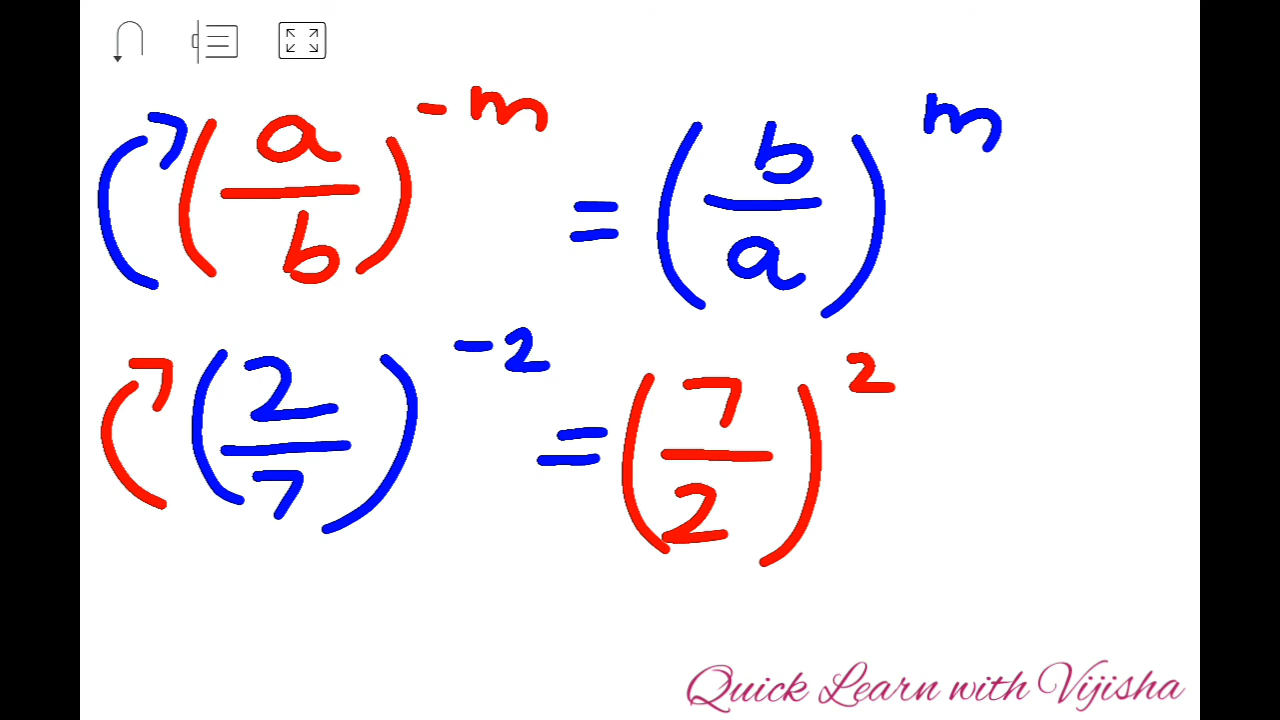 (a/b)^-m = (b/a)^m
(2/7)^-2 = (7/2)^2
Quick Learn with Vijisha